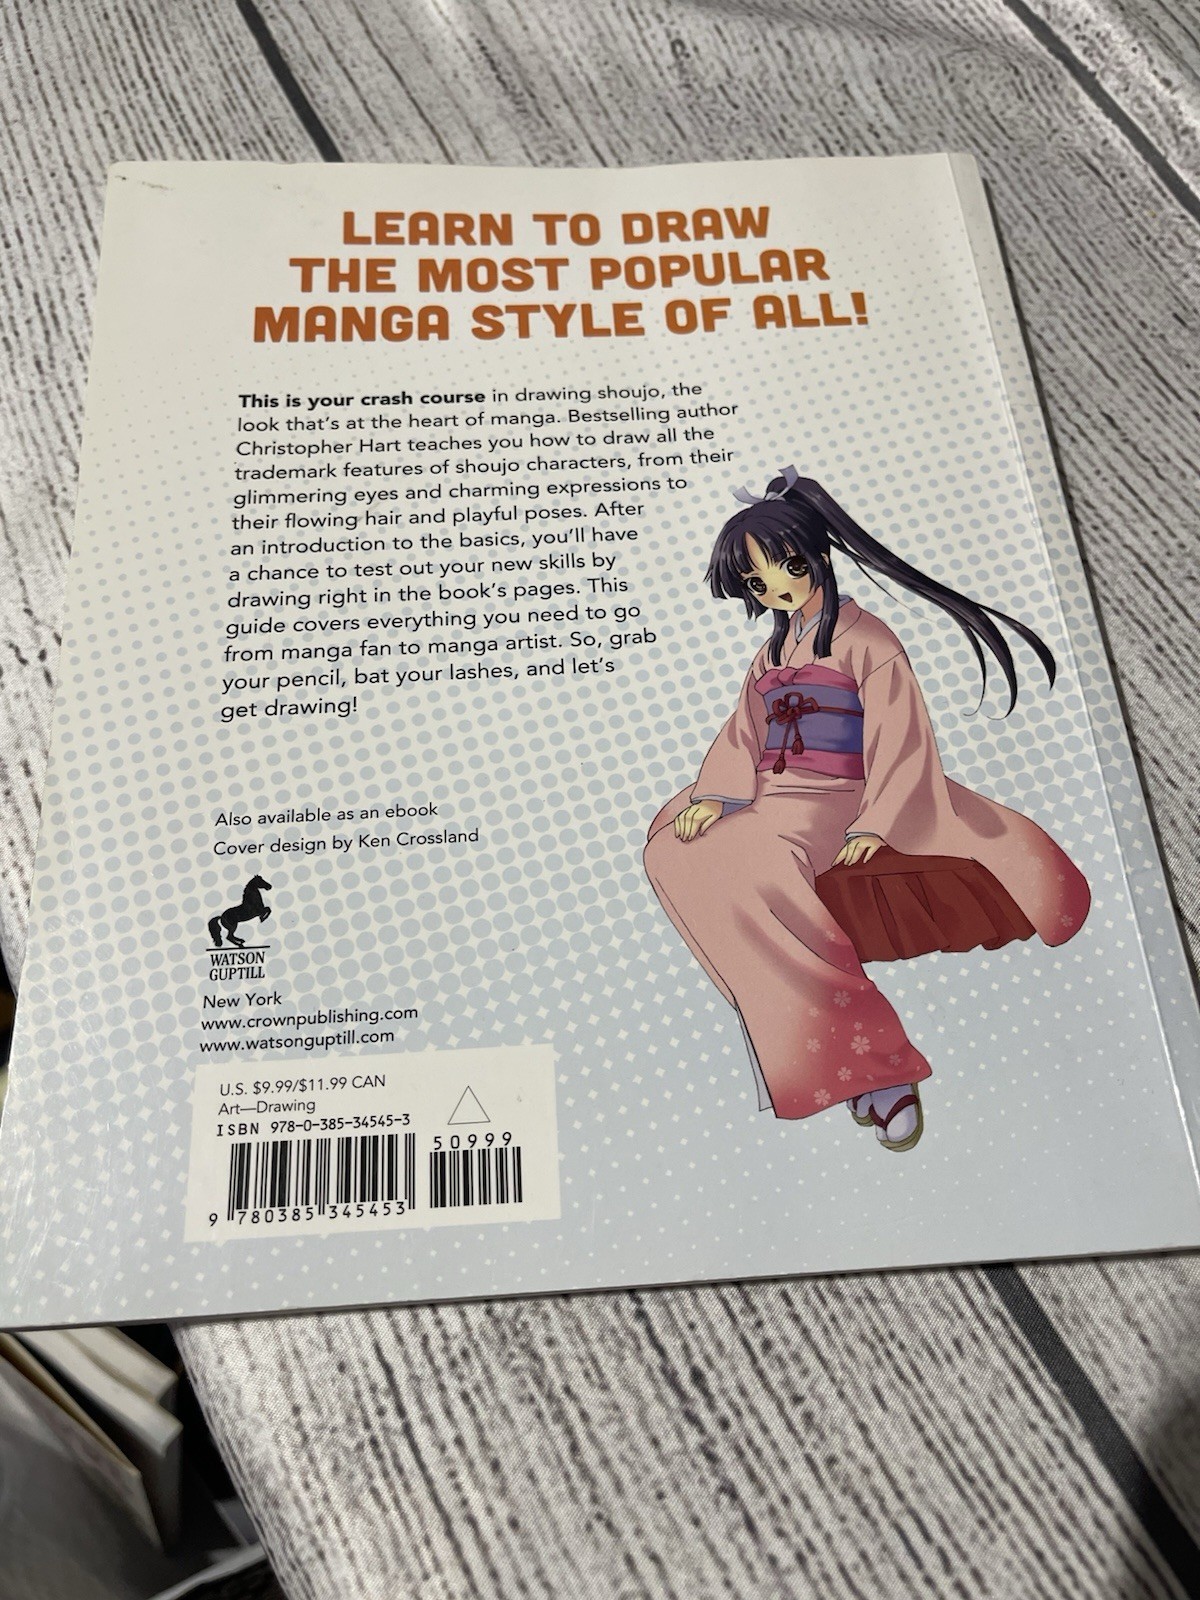 LEARN TO DRAW
THE MOST POPULAR
MANGA STYLE OF ALL!
This is your crash course in drawing shoujo, the
look that's at the heart of manga. Bestselling author
Christopher Hart teaches you how to draw all the
trademark features of shoujo characters, from their
glimmering eyes and charming expressions to
their flowing hair and playful poses. After
an introduction to the basics, you'll have
a chance to test out your new skills by
drawing right in the book's pages. This
guide covers everything you need to go
from manga fan to manga artist. So, grab
your pencil, bat your lashes, and let's
get drawing!
Also available as an ebook
Cover design by Ken Crossland
WATSON
GUPTILL
New York
www.crownpublishing.com
www.watsonguptill.com
U.S. $9.99/$11.99 CAN
Art—Drawing
ISBN 978-0-385-34545-3
50999
9 780385 345453